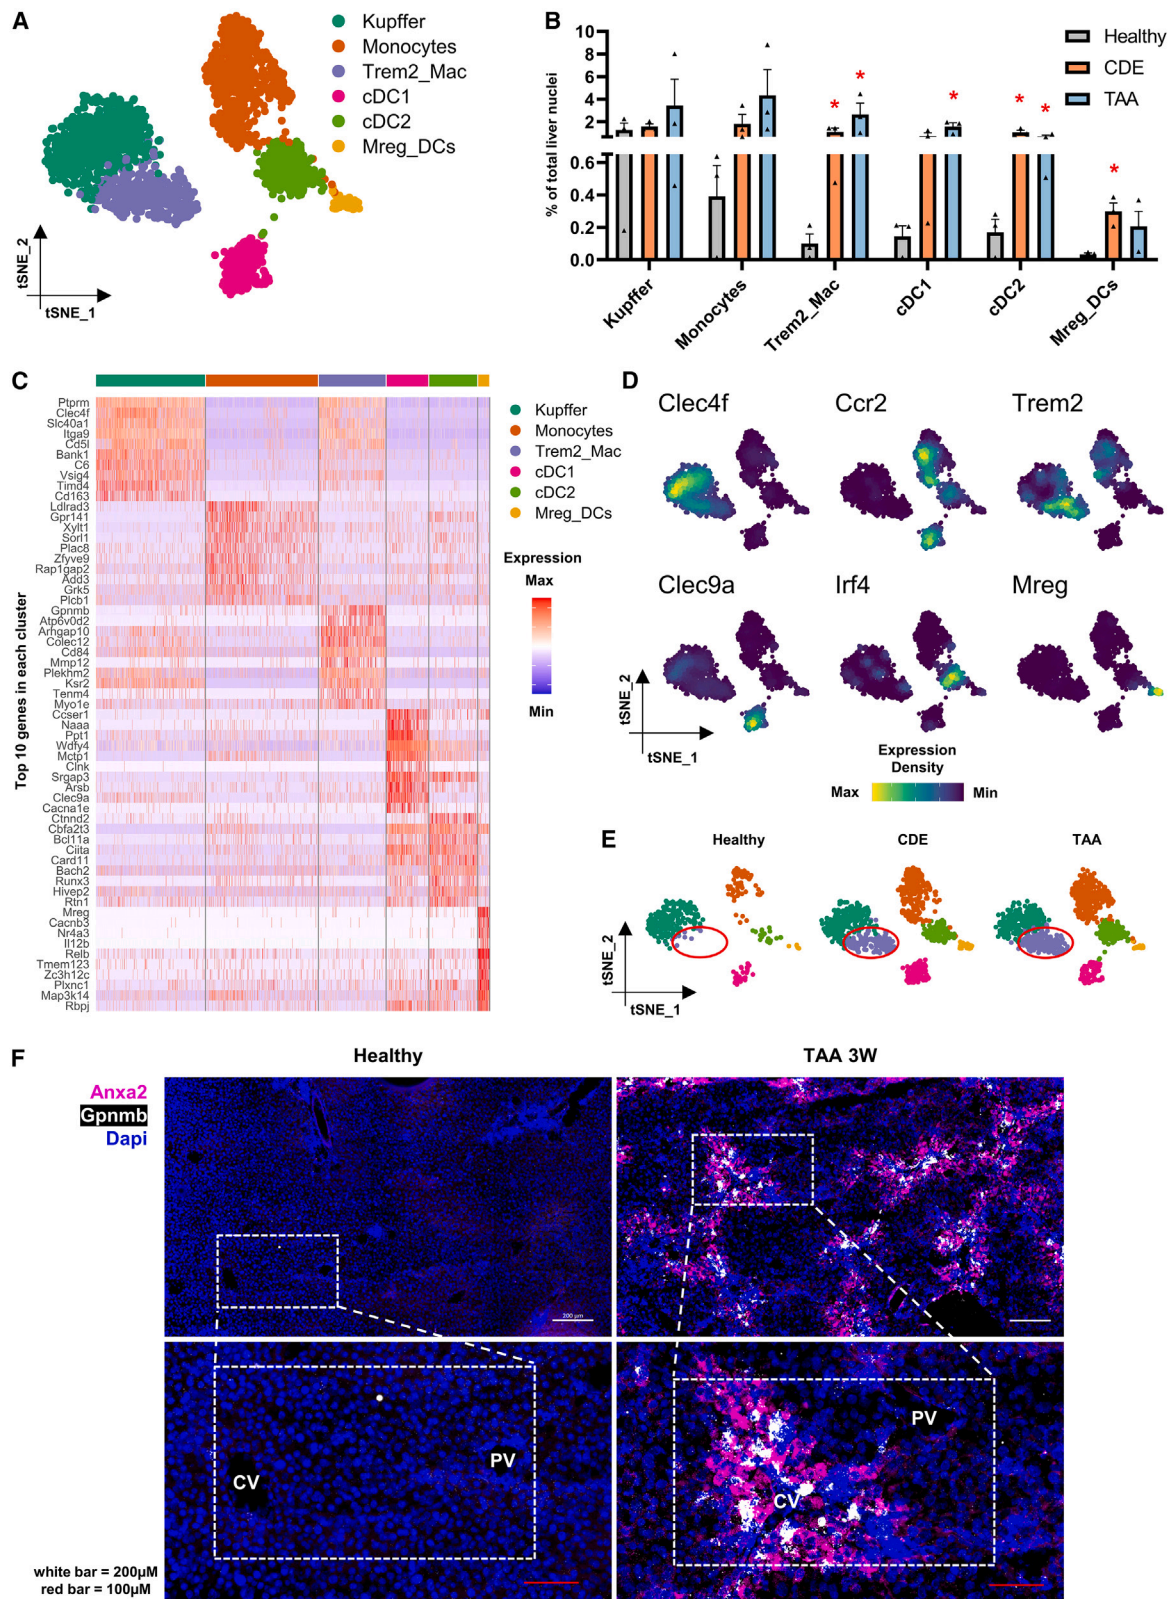 A
Kupffer
Monocytes
Trem2_Mac
cDC1
cDC2
Mreg_DCs
tSNE_2
tSNE_1
B
% of total liver nuclei
10
8
6
4
2
0.6
0.4
0.2
0.0
Healthy
CDE
TAA
* * * * * *
Kupffer
Monocytes
Trem2_Mac
cDC1
cDC2
Mreg_DCs
C
Top 10 genes in each cluster
Ptprm
Clec4f
Slc40a1
Itga9
Cd5l
Bank1
C6
Vsig4
Timd4
Cd163
Ldlrad3
Gpr141
Xylt1
Sorl1
Plac8
Zfyve9
Rap1gap2
Add3
Grk5
Plcb1
Gpnmb
Atp6v0d2
Arhgap10
Colec12
Cd84
Mmp12
Plekhm2
Ksr2
Tenm4
Myo1e
Ccser1
Naaa
Ppt1
Wdfy4
Mctp1
Clnk
Srgap3
Arsb
Clec9a
Cacna1e
Ctnnd2
Cbfa2t3
Bcl11a
Ciita
Card11
Bach2
Runx3
Hivep2
Rtn1
Mreg
Cacnb3
Nr4a3
Il12b
Relb
Tmem123
Zc3h12c
Plxnc1
Map3k14
Rbpj
Kupffer
Monocytes
Trem2_Mac
cDC1
cDC2
Mreg_DCs
Expression
Max
Min
D
Clec4f
Ccr2
Trem2
Clec9a
Irf4
Mreg
tSNE_2
tSNE_1
Expression
Density
Max
Min
E
Healthy
CDE
TAA
tSNE_2
tSNE_1
F
Healthy
TAA 3W
Anxa2
Gpnmb
Dapi
200 µm
CV
PV
CV
PV
white bar = 200µM
red bar = 100µM